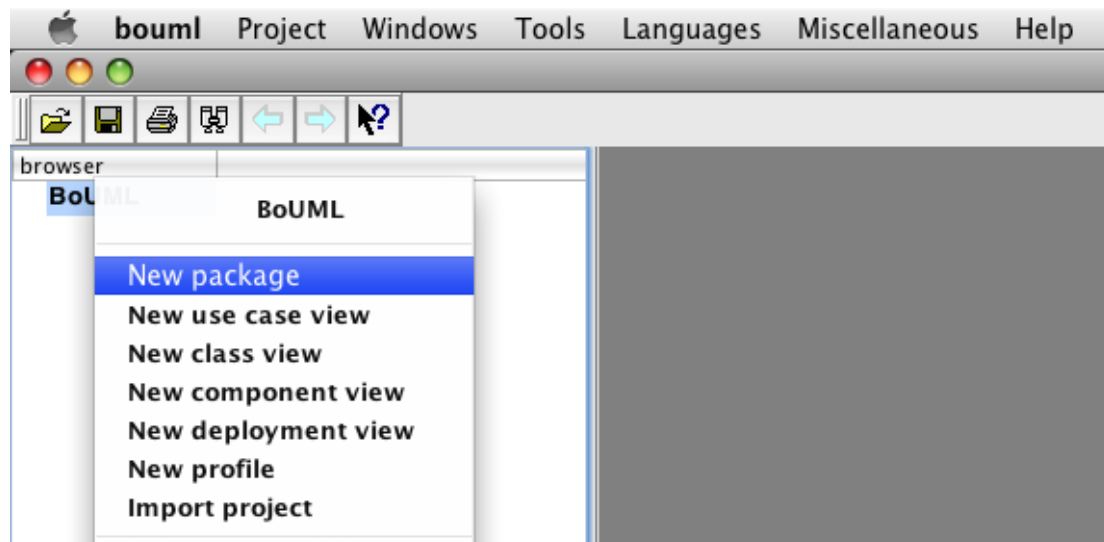 bouml Project Windows Tools Languages Miscellaneous Help
browser
BoUML
BoUML
New package
New use case view
New class view
New component view
New deployment view
New profile
Import project